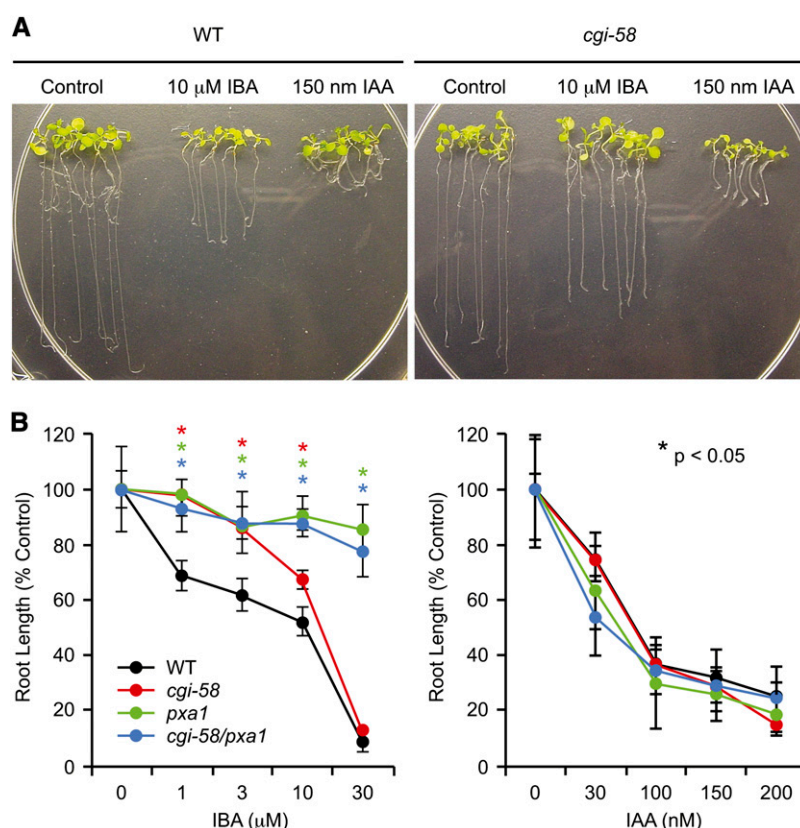 A
WT
cgi-58
Control 10 μM IBA 150 nm IAA
Control 10 μM IBA 150 nm IAA
B
120
100
80
60
40
20
0
Root Length (% Control)
* * * *
* * * *
* * *
WT
cgi-58
pxa1
cgi-58/pxa1
0 1 3 10 30
IBA (μM)
120
100
80
60
40
20
0
Root Length (% Control)
* p < 0.05
0 30 100 150 200
IAA (nM)